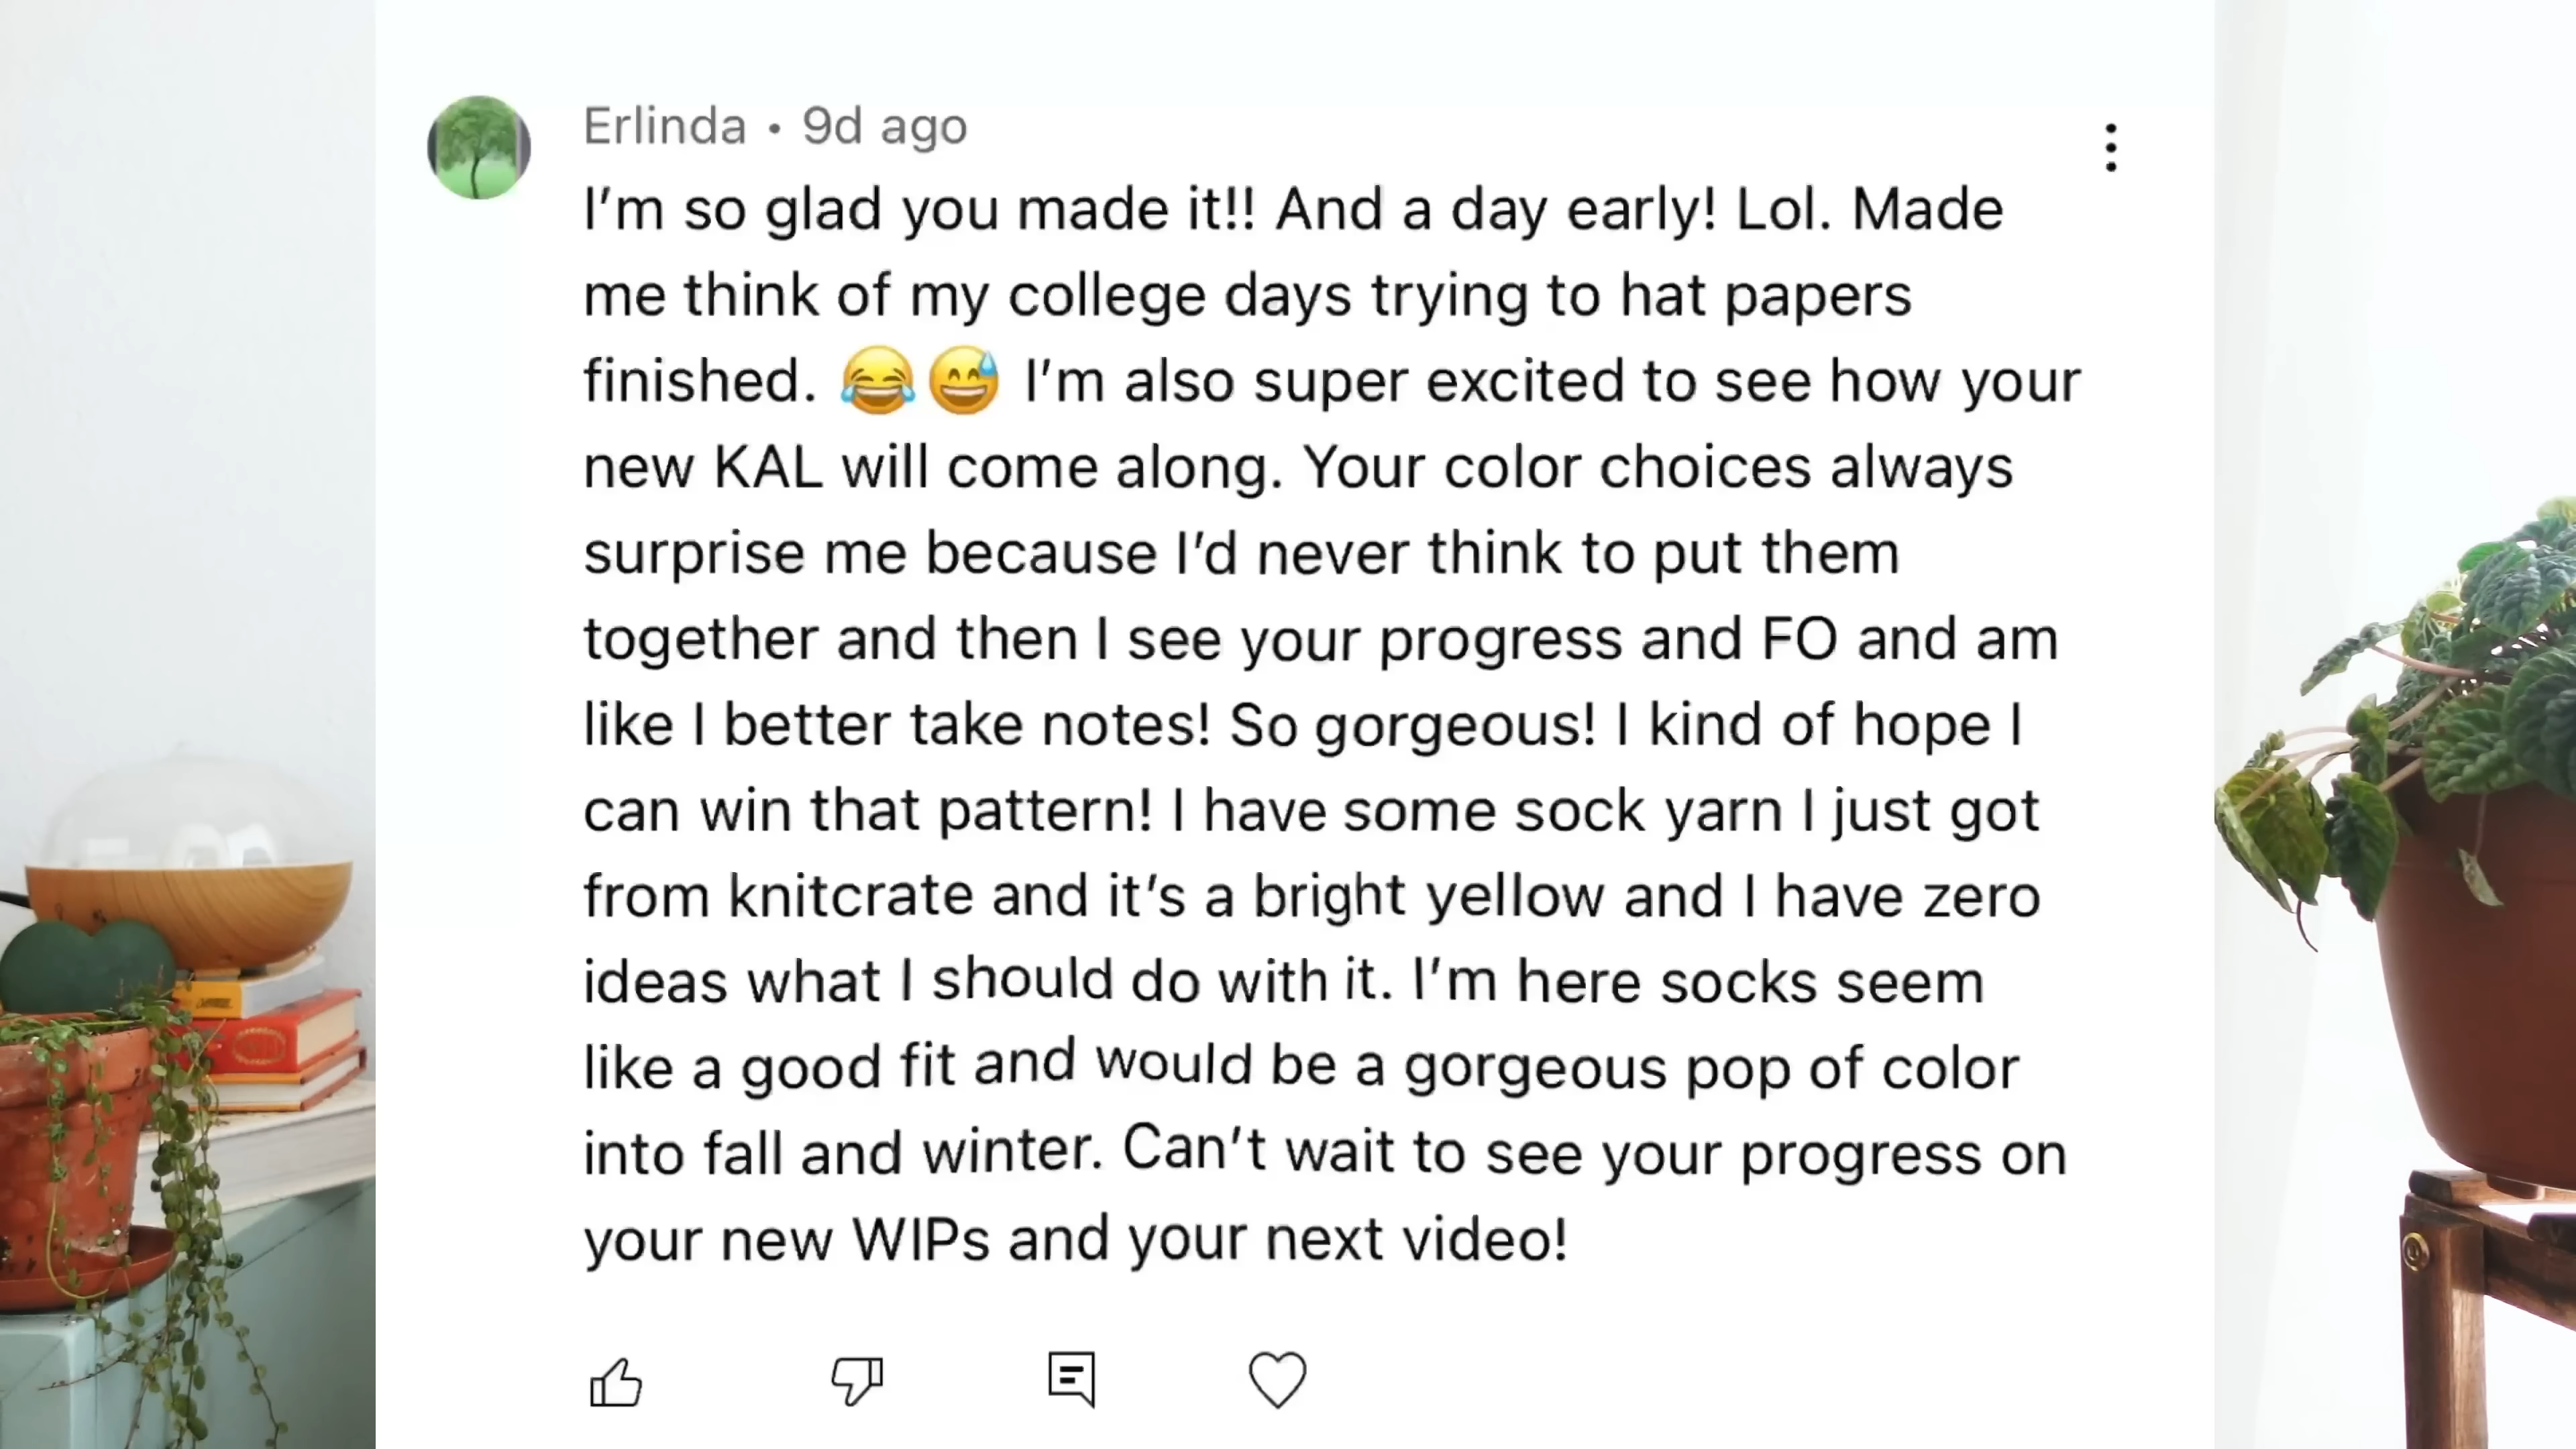 Erlinda • 9d ago
I'm so glad you made it!! And a day early! Lol. Made
me think of my college days trying to hat papers
finished. 😂😅 I'm also super excited to see how your
new KAL will come along. Your color choices always
surprise me because I'd never think to put them
together and then I see your progress and FO and am
like I better take notes! So gorgeous! I kind of hope I
can win that pattern! I have some sock yarn I just got
from knitcrate and it's a bright yellow and I have zero
ideas what I should do with it. I'm here socks seem
like a good fit and would be a gorgeous pop of color
into fall and winter. Can't wait to see your progress on
your new WIPs and your next video!